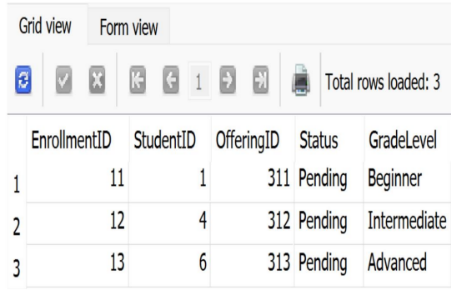 Grid view Form view
1 Total rows loaded: 3
EnrollmentID StudentID OfferingID Status GradeLevel
1 11 1 311 Pending Beginner
2 12 4 312 Pending Intermediate
3 13 6 313 Pending Advanced